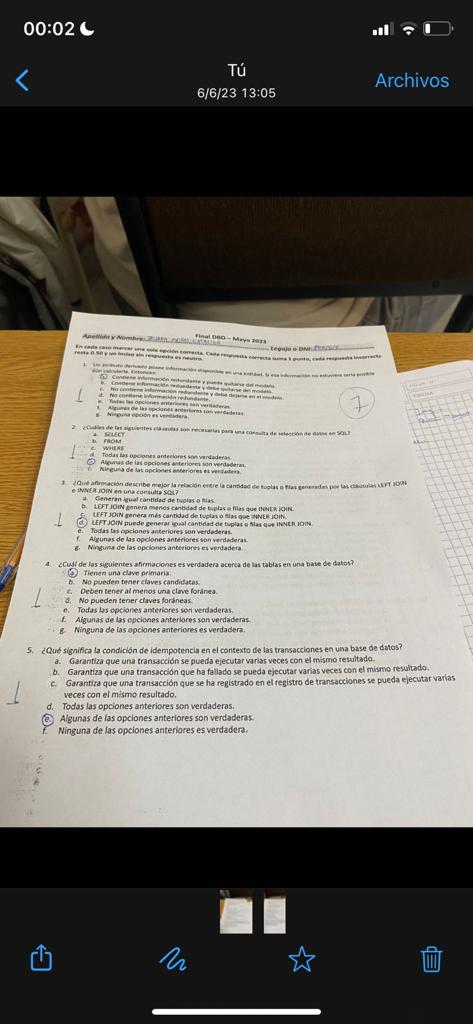 00:02
Tú
6/6/23 13:05
Archivos
Final DBD – Mayo 2023
Apellido y Nombre: Legajo o DNI:
En cada caso marcar una sola opción correcta. Cada respuesta correcta suma 1 punto, cada respuesta incorrecta
resta 0.50 y un inciso sin respuesta es neutro.
1. Un atributo derivado posee información disponible en una entidad. Si esa información no estuviera sería posible
aún calcularla. Entonces:
a. Contiene información redundante y puede quitarse del modelo.
b. Contiene información redundante y debe quitarse del modelo.
c. No contiene información redundante y debe dejarse en el modelo.
d. No contiene información redundante.
e. Todas las opciones anteriores son verdaderas.
f. Algunas de las opciones anteriores son verdaderas.
g. Ninguna opción es verdadera.
7
1
2. ¿Cuáles de las siguientes cláusulas son necesarias para una consulta de selección de datos en SQL?
a. SELECT
b. FROM
c. WHERE
d. Todas las opciones anteriores son verdaderas.
e. Algunas de las opciones anteriores son verdaderas.
f. Ninguna de las opciones anteriores es verdadera.
1
3. ¿Qué afirmación describe mejor la relación entre la cantidad de tuplas o filas generadas por las cláusulas LEFT JOIN
e INNER JOIN en una consulta SQL?
a. Generan igual cantidad de tuplas o filas.
b. LEFT JOIN genera menos cantidad de tuplas o filas que INNER JOIN.
c. LEFT JOIN genera más cantidad de tuplas o filas que INNER JOIN.
d. LEFT JOIN puede generar igual cantidad de tuplas o filas que INNER JOIN.
e. Todas las opciones anteriores son verdaderas.
f. Algunas de las opciones anteriores son verdaderas.
g. Ninguna de las opciones anteriores es verdadera.
1
4. ¿Cuál de las siguientes afirmaciones es verdadera acerca de las tablas en una base de datos?
a. Tienen una clave primaria.
b. No pueden tener claves candidatas.
c. Deben tener al menos una clave foránea.
d. No pueden tener claves foráneas.
e. Todas las opciones anteriores son verdaderas.
f. Algunas de las opciones anteriores son verdaderas.
g. Ninguna de las opciones anteriores es verdadera.
1
5. ¿Qué significa la condición de idempotencia en el contexto de las transacciones en una base de datos?
a. Garantiza que una transacción se pueda ejecutar varias veces con el mismo resultado.
b. Garantiza que una transacción que ha fallado se pueda ejecutar varias veces con el mismo resultado.
c. Garantiza que una transacción que se ha registrado en el registro de transacciones se pueda ejecutar varias
veces con el mismo resultado.
d. Todas las opciones anteriores son verdaderas.
e. Algunas de las opciones anteriores son verdaderas.
f. Ninguna de las opciones anteriores es verdadera.
1